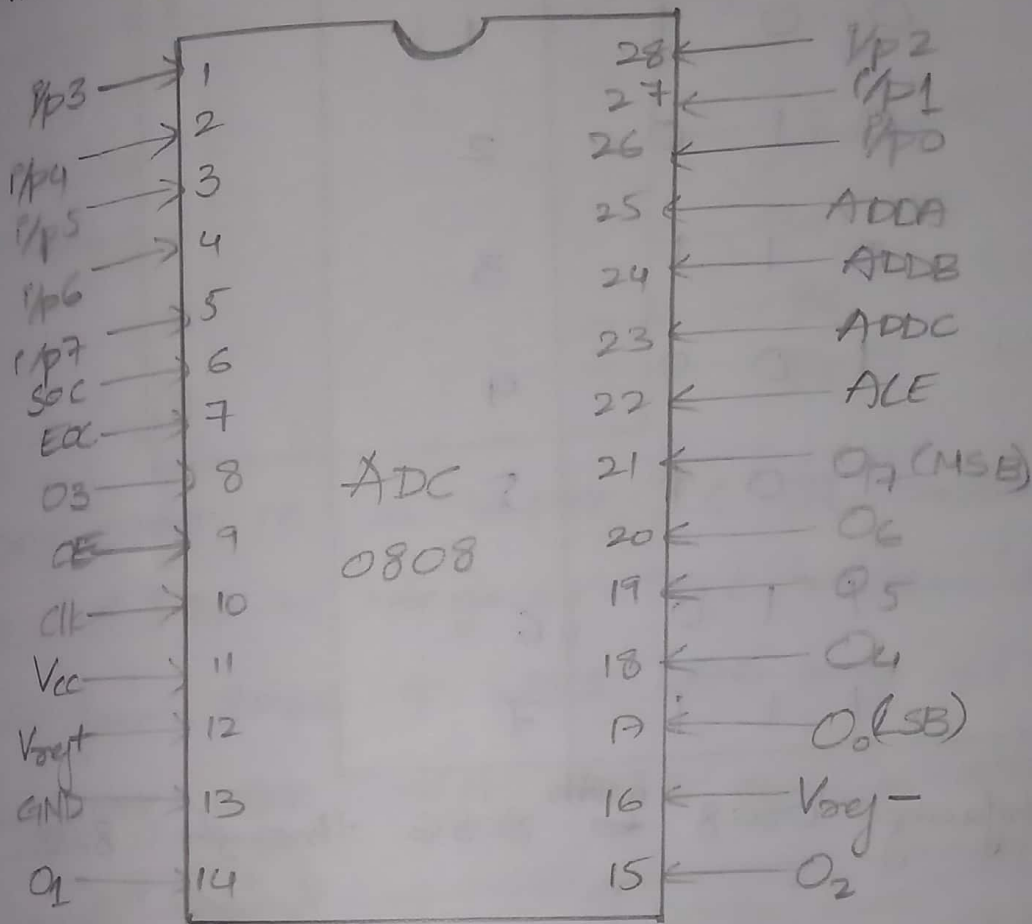 I/p3 1 28 I/p2
I/p4 2 27 I/p1
I/p5 3 26 I/p0
I/p6 4 25 ADDA
I/p7 5 24 ADDB
SOC 6 23 ADDC
EOC 7 22 ALE
O3 8 21 O7 (MSB)
OE 9 20 O6
Clk 10 19 O5
Vcc 11 18 O4
Vref+ 12 17 O0(LSB)
GND 13 16 Vref-
O1 14 15 O2
ADC
0808